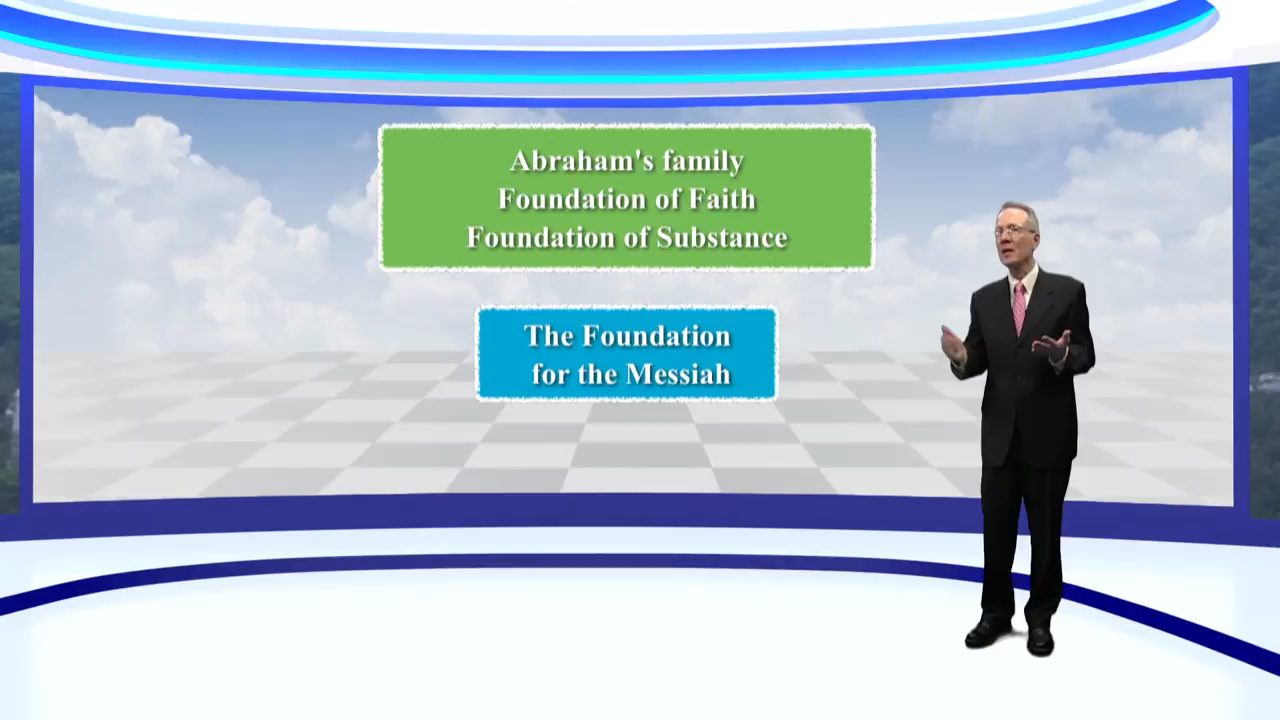 Abraham's family
Foundation of Faith
Foundation of Substance
The Foundation
for the Messiah